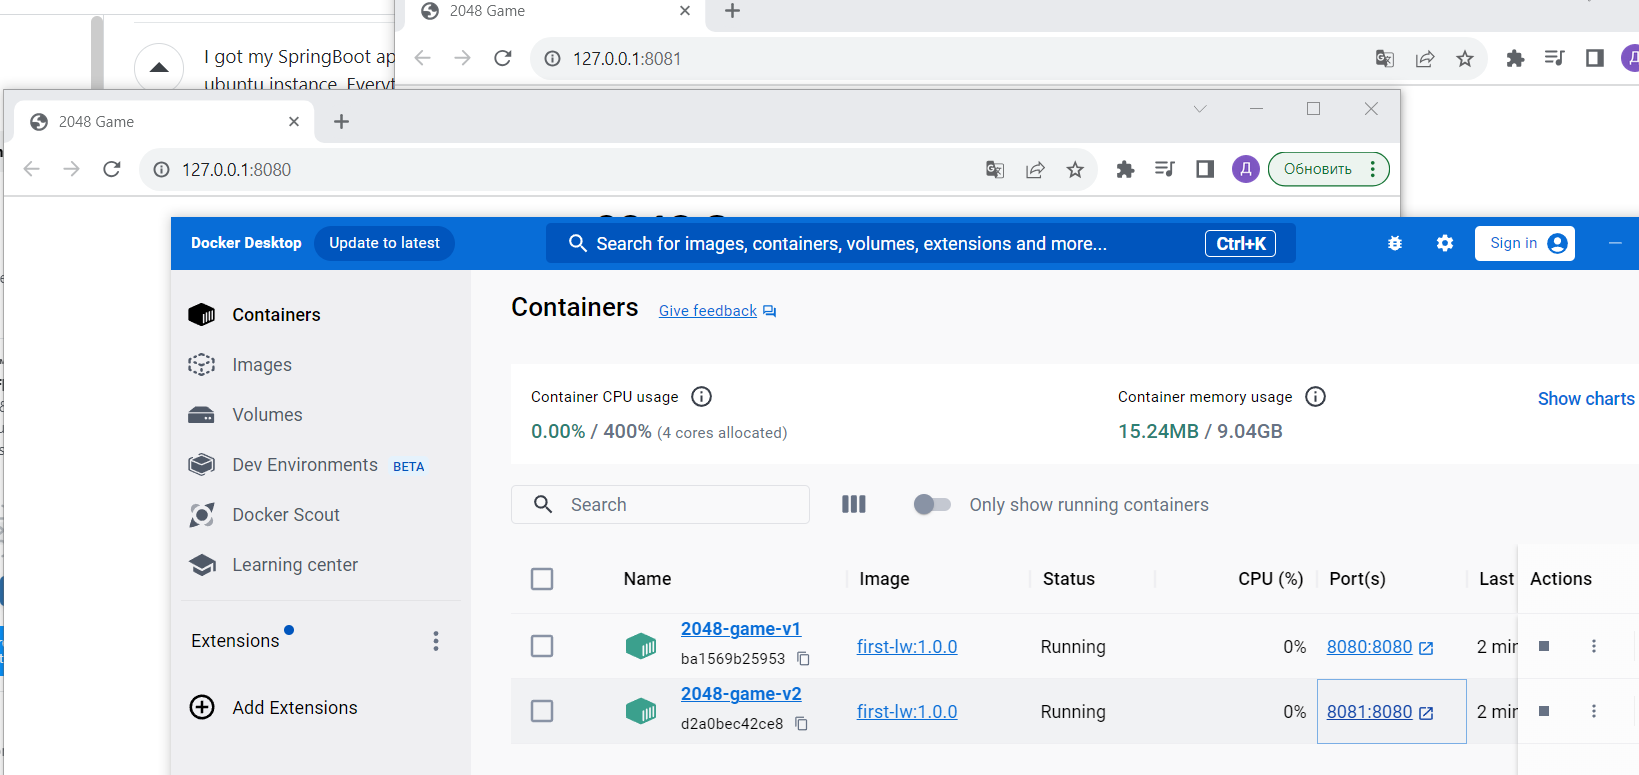 2048 Game
I got my SpringBoot ap
127.0.0.1:8081
ubuntu instance. Everyt
2048 Game
127.0.0.1:8080
Д
Обновить
Docker Desktop
Update to latest
Search for images, containers, volumes, extensions and more...
Ctrl+K
Sign in
Containers
Images
Volumes
Dev Environments BETA
Docker Scout
Learning center
Extensions
Add Extensions
Containers
Give feedback
Container CPU usage
0.00% / 400% (4 cores allocated)
Container memory usage
15.24MB / 9.04GB
Show charts
Search
Only show running containers
Name Image Status CPU (%) Port(s) Last Actions
2048-game-v1
ba1569b25953
first-lw:1.0.0 Running 0% 8080:8080 2 mir
2048-game-v2
d2a0bec42ce8
first-lw:1.0.0 Running 0% 8081:8080 2 mir